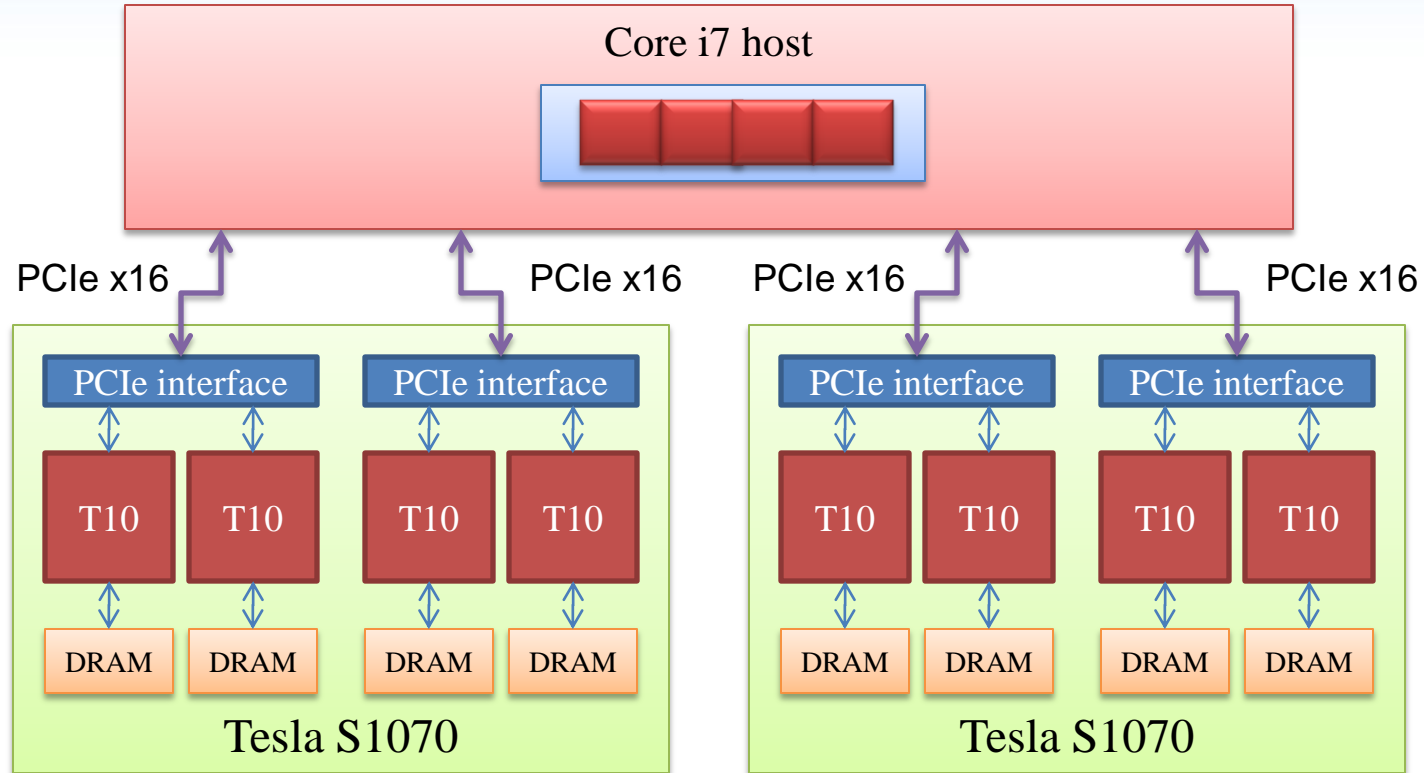 Core i7 host
PCIe x16
PCIe x16
PCIe x16
PCIe x16
PCIe interface
PCIe interface
PCIe interface
PCIe interface
T10
T10
T10
T10
T10
T10
T10
T10
DRAM
DRAM
DRAM
DRAM
DRAM
DRAM
DRAM
DRAM
Tesla S1070
Tesla S1070